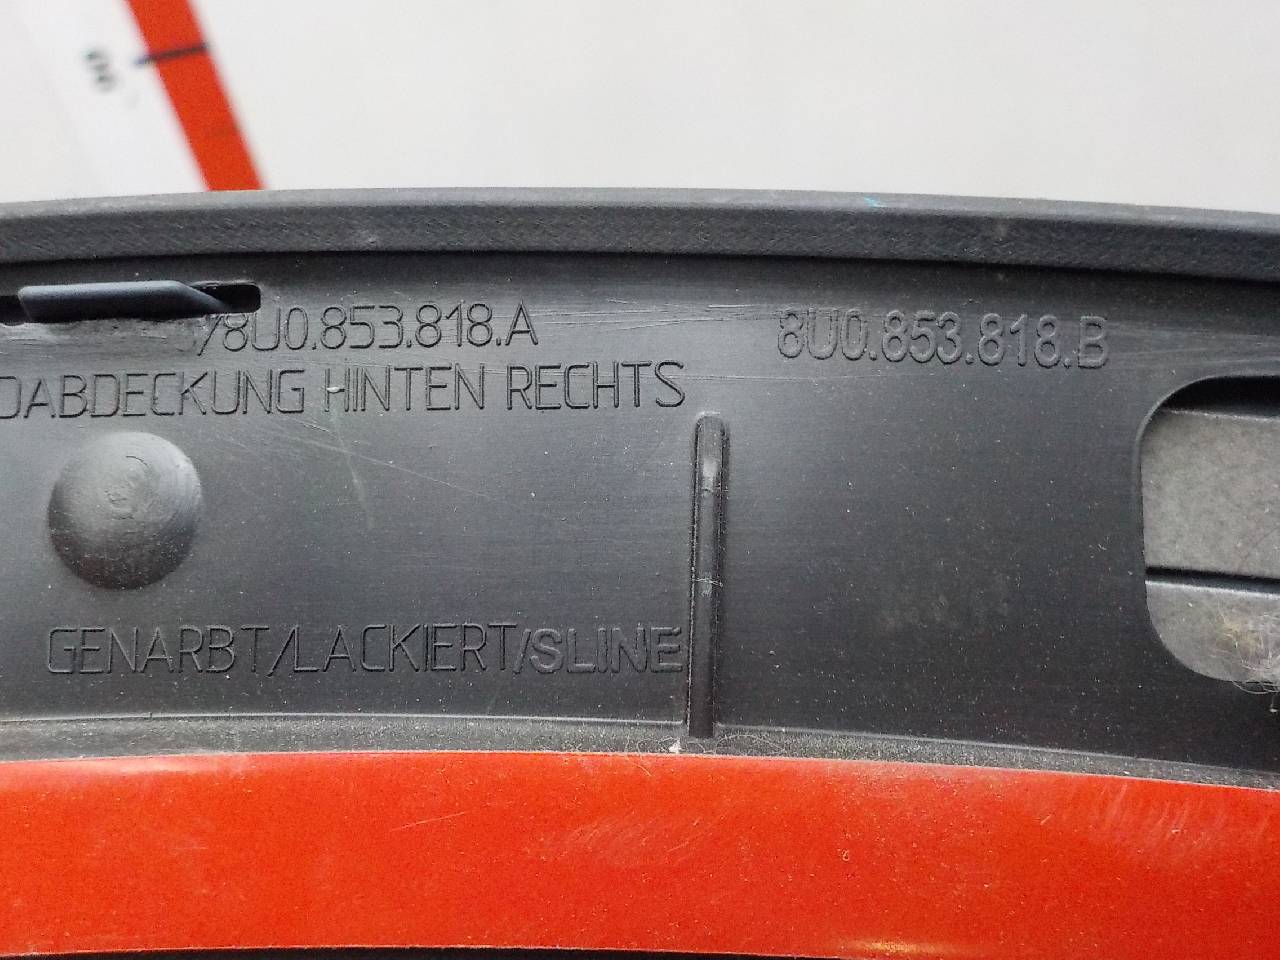 /8U0.853.818.A
8U0.853.818.B
DABDECKUNG HINTEN RECHTS
GENARBT/LACKIERT/SLINE